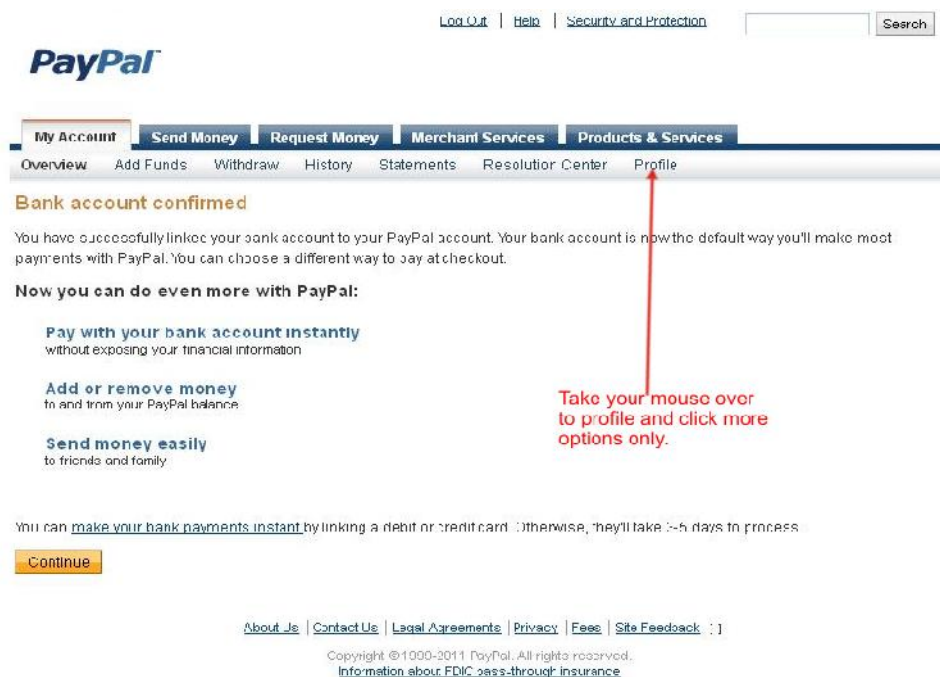 Log Out | Help | Security and Protection
Search
PayPal
My Account Send Money Request Money Merchant Services Products & Services
Overview Add Funds Withdraw History Statements Resolution Center Profile
Bank account confirmed
You have successfully linked your bank account to your PayPal account. Your bank account is now the default way you'll make most
payments with PayPal. You can choose a different way to pay at checkout.
Now you can do even more with PayPal:
Pay with your bank account instantly
without exposing your financial information
Add or remove money
to and from your PayPal balance
Send money easily
to friends and family
Take your mouse over
to profile and click more
options only.
You can make your bank payments instant by linking a debit or credit card. Otherwise, they'll take 3-5 days to process.
Continue
About Us | Contact Us | Legal Agreements | Privacy | Fees | Site Feedback [ ]
Copyright © 1999-2011 PayPal. All rights reserved.
Information about FDIC pass-through insurance